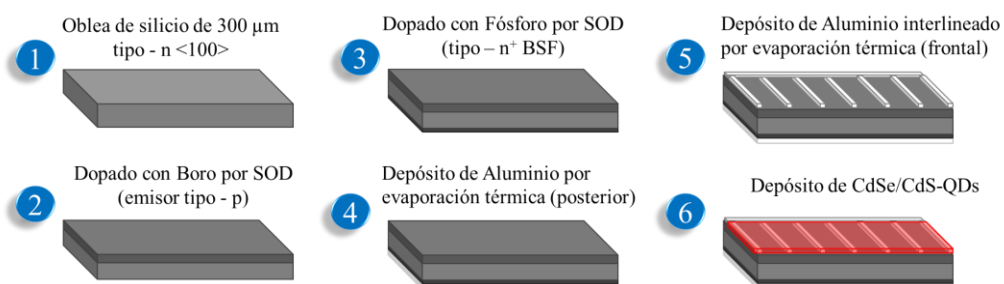 1
Oblea de silicio de 300 µm
tipo - n <100>
2
Dopado con Boro por SOD
(emisor tipo - p)
3
Dopado con Fósforo por SOD
(tipo – n⁺ BSF)
4
Depósito de Aluminio por
evaporación térmica (posterior)
5
Depósito de Aluminio interlineado
por evaporación térmica (frontal)
6
Depósito de CdSe/CdS-QDs